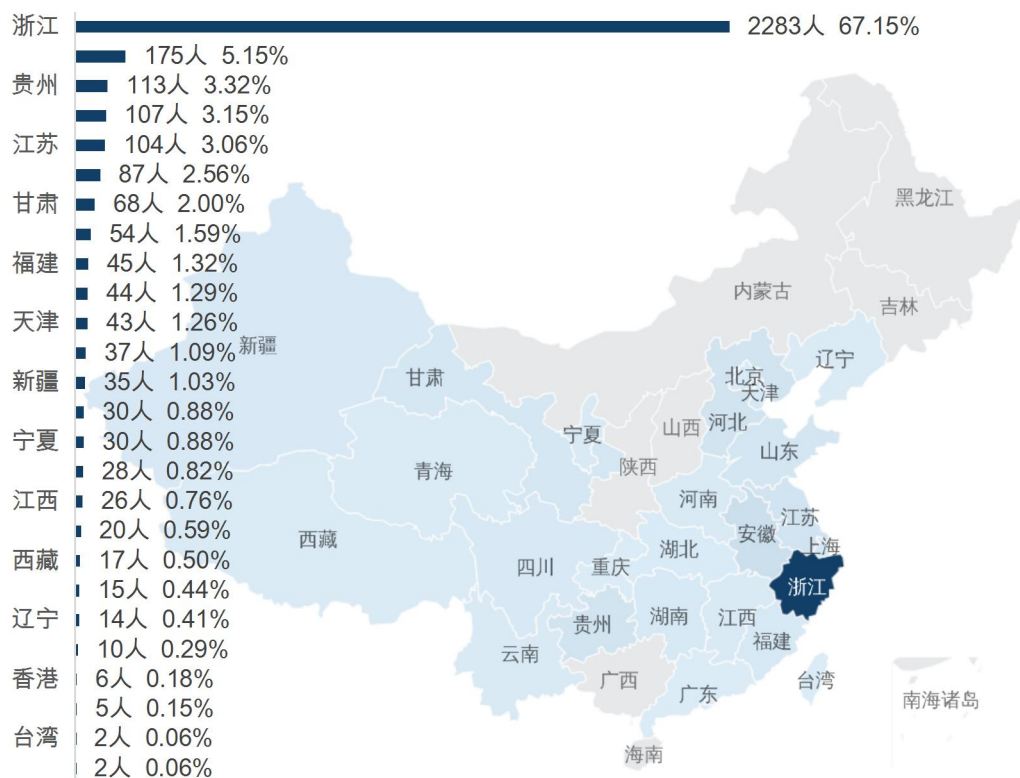 浙江 2283人 67.15%
175人 5.15%
贵州 113人 3.32%
107人 3.15%
江苏 104人 3.06%
87人 2.56%
甘肃 68人 2.00%
54人 1.59%
福建 45人 1.32%
44人 1.29%
天津 43人 1.26%
37人 1.09%
新疆 35人 1.03%
30人 0.88%
宁夏 30人 0.88%
28人 0.82%
江西 26人 0.76%
20人 0.59%
西藏 17人 0.50%
15人 0.44%
辽宁 14人 0.41%
10人 0.29%
香港 6人 0.18%
5人 0.15%
台湾 2人 0.06%
2人 0.06%
黑龙江
内蒙古
吉林
新疆
辽宁
甘肃
北京
天津
宁夏
山西
河北
山东
陕西
青海
河南
江苏
安徽
西藏
上海
湖北
四川
重庆
浙江
贵州
湖南
江西
福建
云南
广西
广东
台湾
南海诸岛
海南